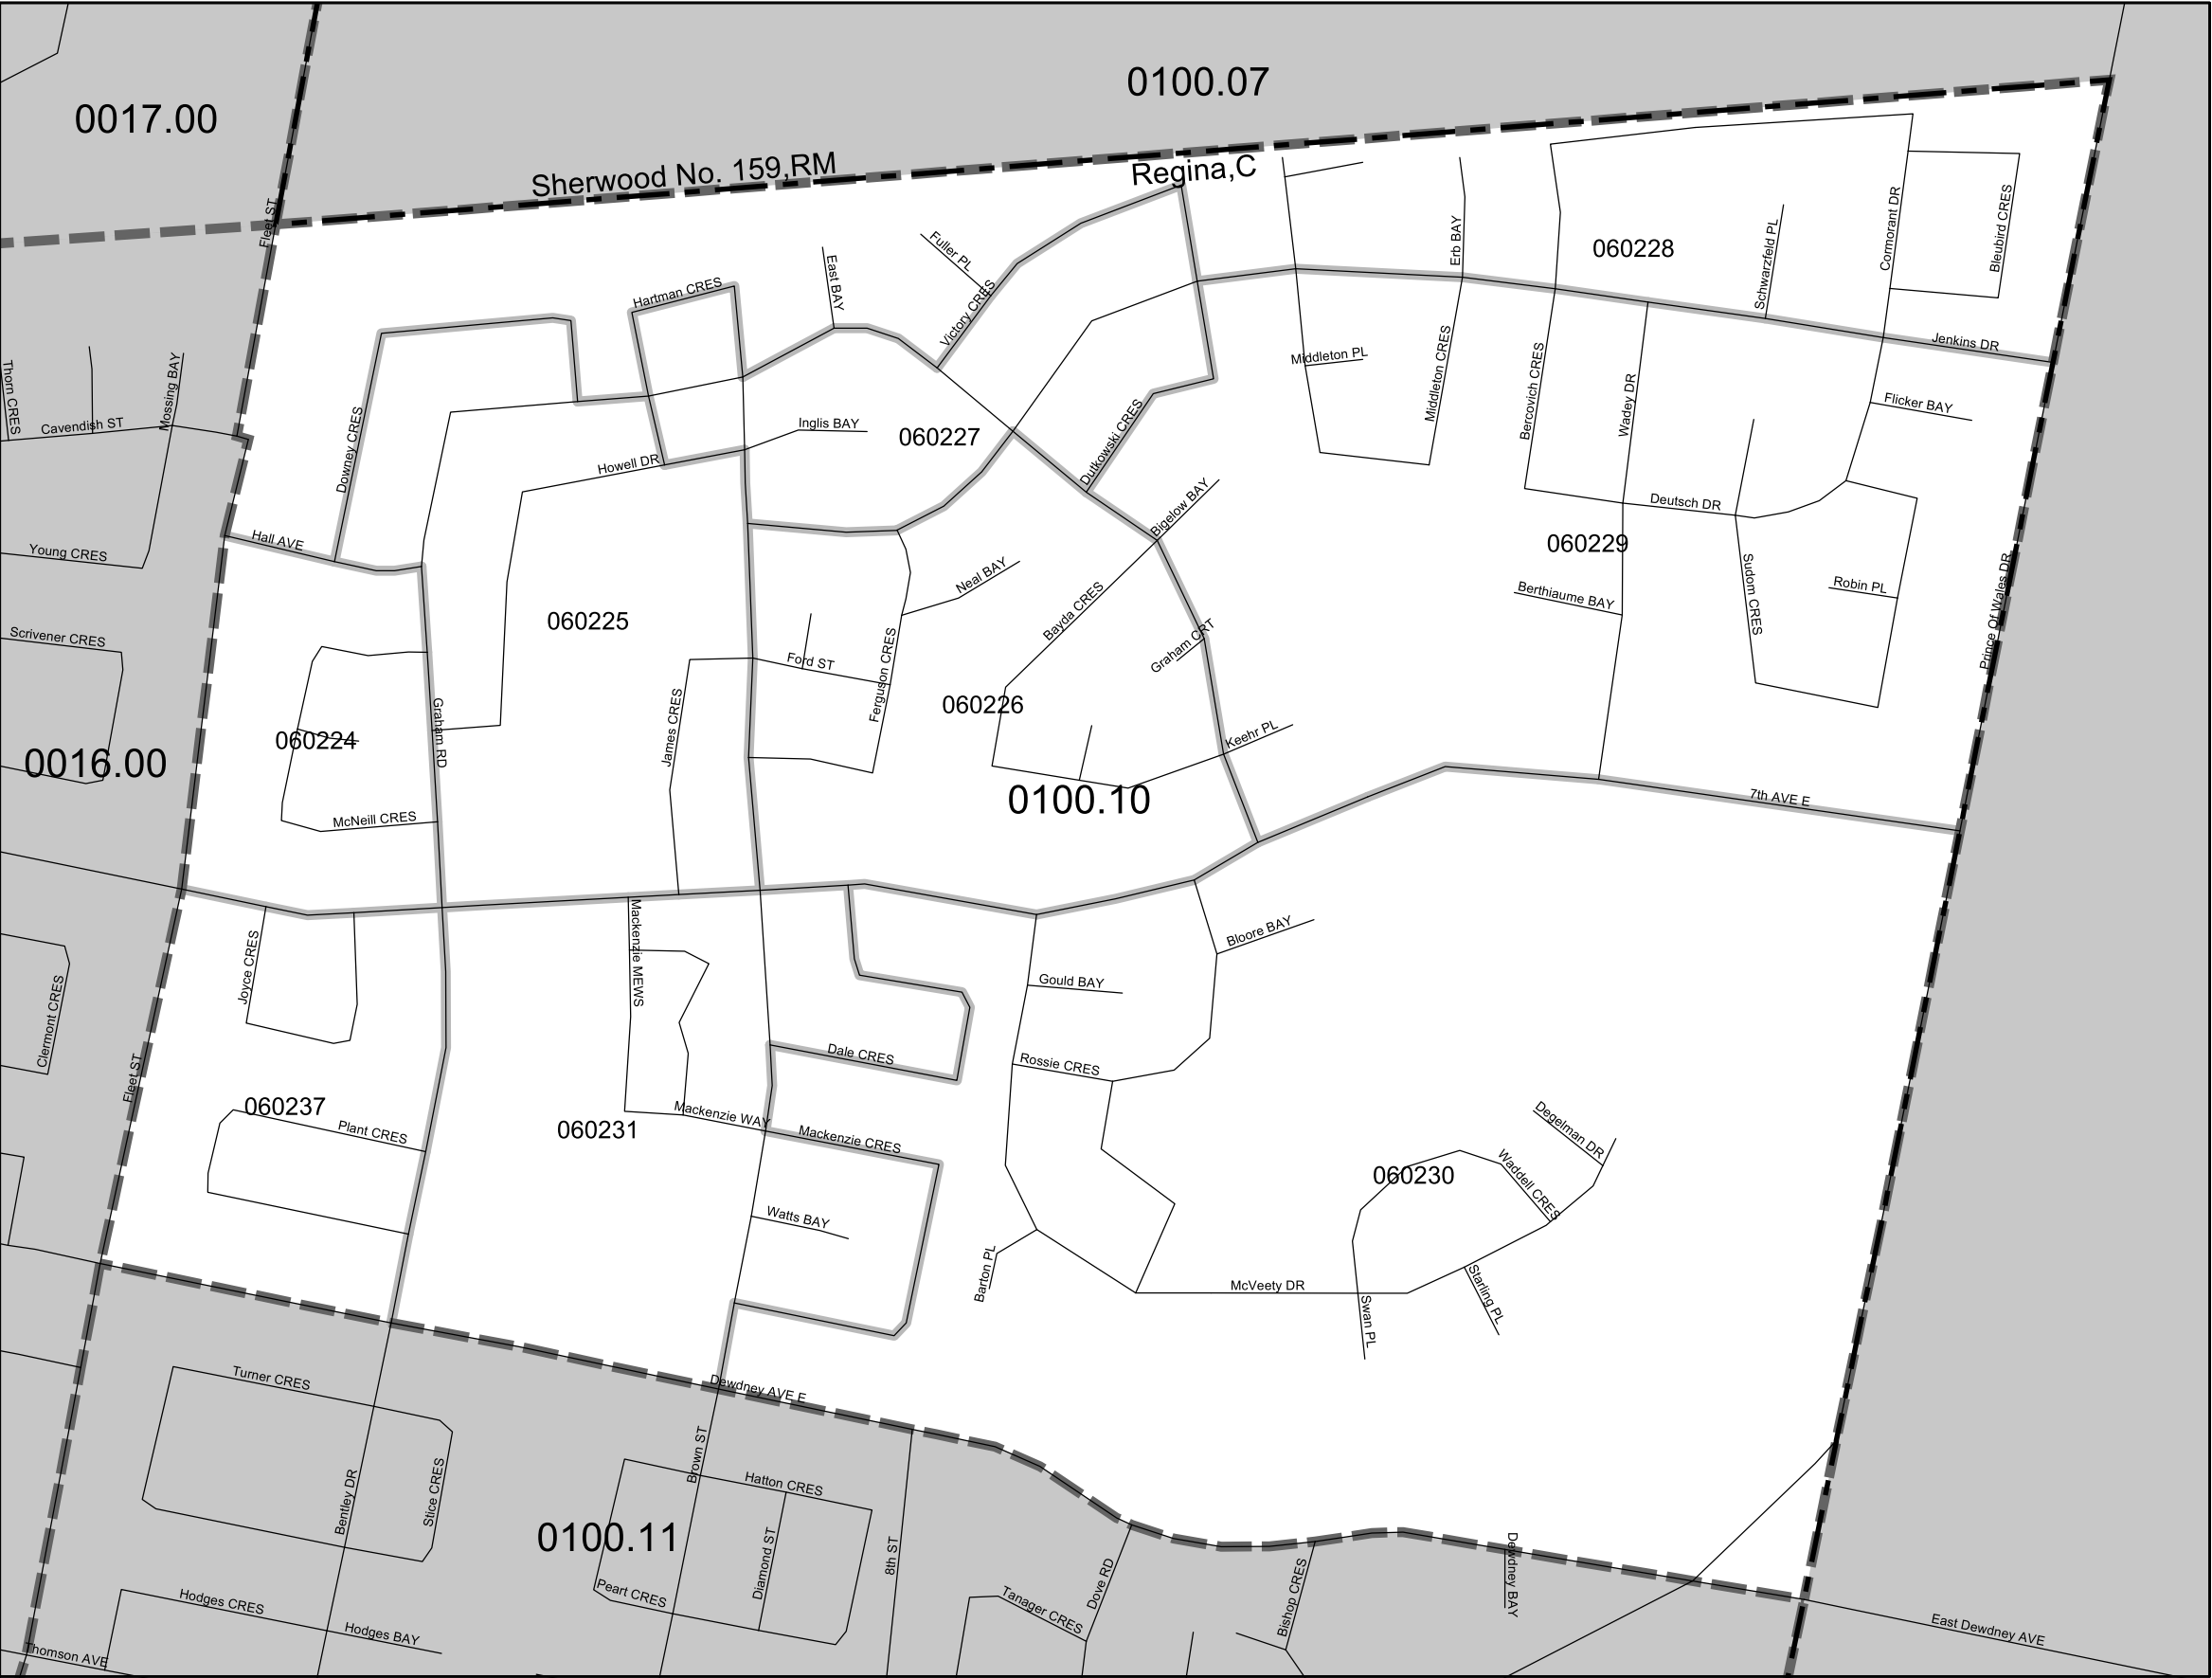 0100.07
0017.00
Sherwood No. 159,RM
Regina,C
Fleet ST
Fuller PL
East BAY
Erb BAY
060228
Schwarzfeld PL
Cormorant DR
Bleubird CRES
Hartman CRES
Victory CRES
Jenkins DR
Thorn CRES
Mossing BAY
Cavendish ST
Middleton PL
Middleton CRES
Bercovich CRES
Wadey DR
Flicker BAY
Downey CRES
Inglis BAY
060227
Dutkowski CRES
Howell DR
Bigelow BAY
Deutsch DR
Hall AVE
Young CRES
060229
Neal BAY
Berthiaume BAY
Sudom CRES
Robin PL
Prince Of Wales DR
060225
Bayda CRES
Graham CRT
Scrivener CRES
Ford ST
Ferguson CRES
060226
James CRES
Graham RD
060224
0016.00
Keehr PL
0100.10
7th AVE E
McNeill CRES
Mackenzie MEWS
Bloore BAY
Joyce CRES
Gould BAY
Clermont CRES
Dale CRES
Rossie CRES
Fleet ST
060237
Plant CRES
060231
Mackenzie WAY
Mackenzie CRES
Degelman DR
060230
Waddell CRES
Watts BAY
Barton PL
McVeety DR
Swan PL
Starling PL
Turner CRES
Dewdney AVE E
Brown ST
Hatton CRES
Bentley DR
Stice CRES
0100.11
Diamond ST
8th ST
Peart CRES
Hodges CRES
Hodges BAY
Thomson AVE
Tanager CRES
Dove RD
Bishop CRES
Dewdney BAY
East Dewdney AVE